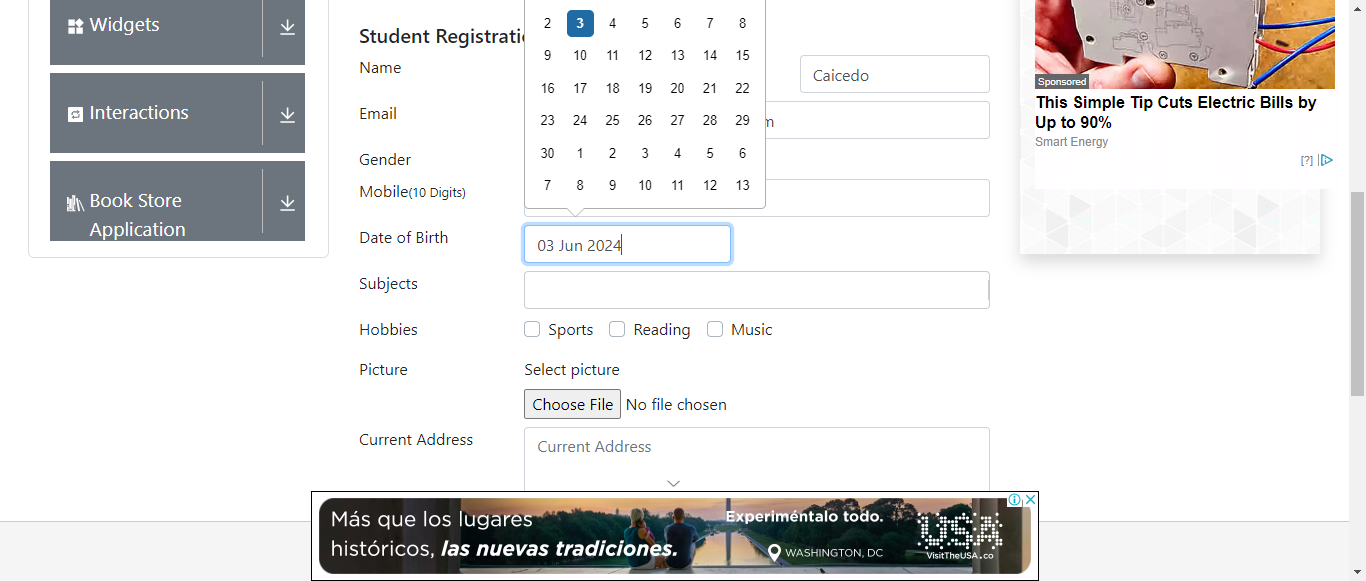 Widgets
Interactions
Book Store
Application
Student Registrati
Name
Caicedo
Email
m
Gender
Mobile(10 Digits)
2 3 4 5 6 7 8
9 10 11 12 13 14 15
16 17 18 19 20 21 22
23 24 25 26 27 28 29
30 1 2 3 4 5 6
7 8 9 10 11 12 13
Date of Birth
03 Jun 2024
Subjects
Hobbies
Sports Reading Music
Picture
Select picture
Choose File No file chosen
Current Address
Current Address
Sponsored
This Simple Tip Cuts Electric Bills by
Up to 90%
Smart Energy
[?]
Más que los lugares
históricos, las nuevas tradiciones.
Experiméntalo todo.
WASHINGTON, DC
USA
VisitTheUSA.co